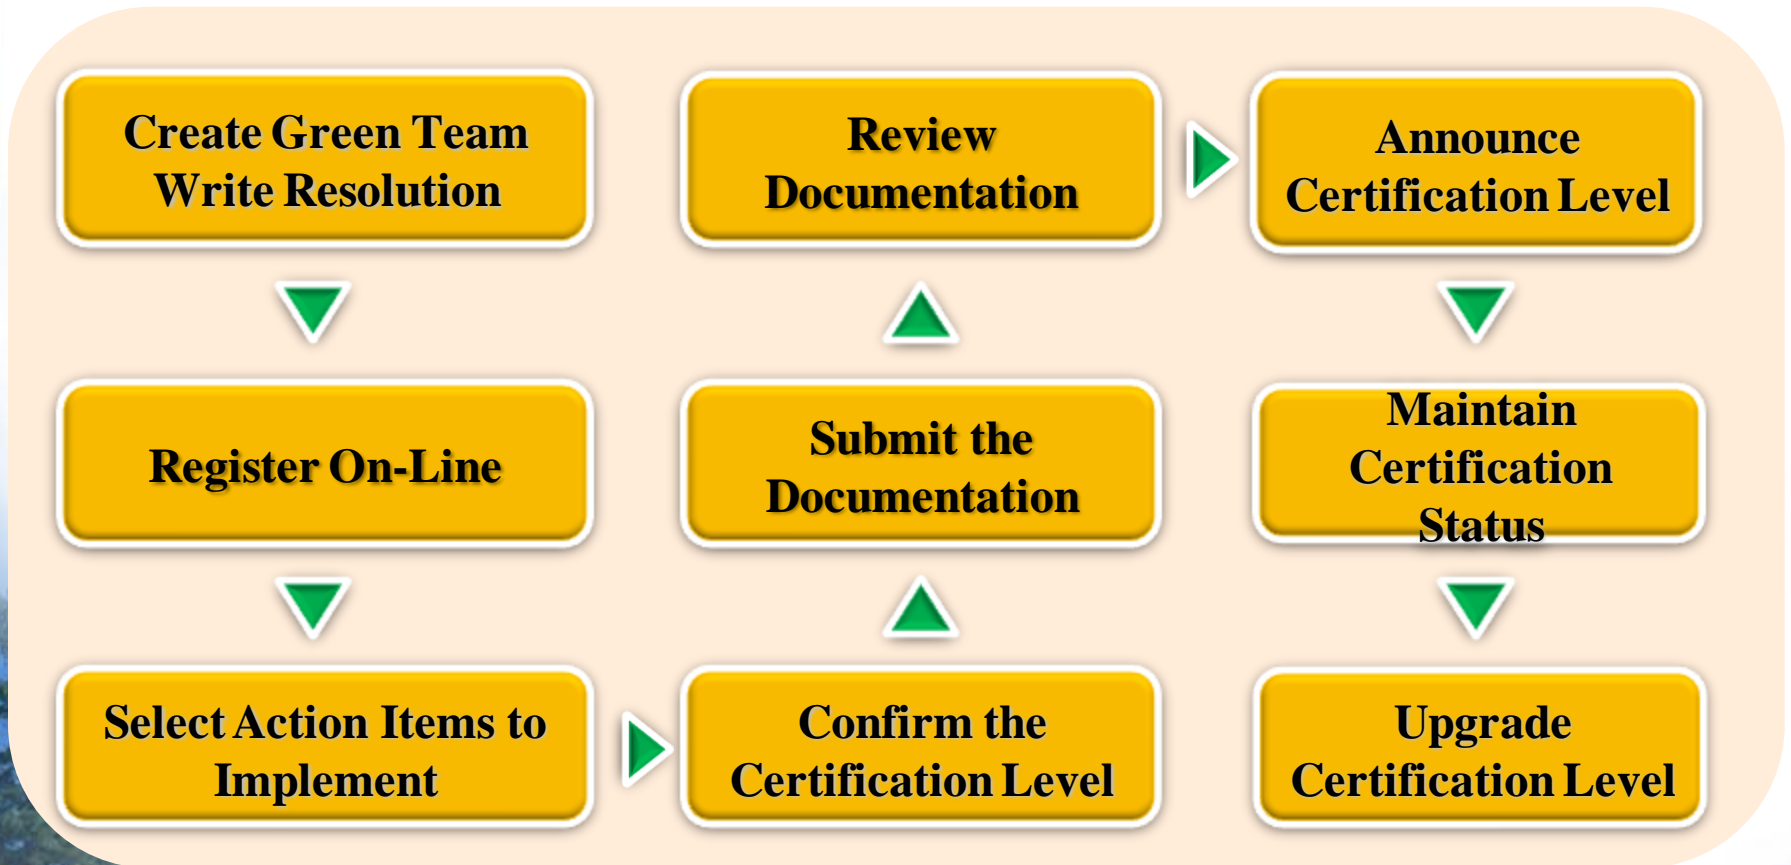 Create Green Team
Write Resolution
Register On-Line
Select Action Items to
Implement
Confirm the
Certification Level
Submit the
Documentation
Review
Documentation
Announce
Certification Level
Maintain
Certification
Status
Upgrade
Certification Level